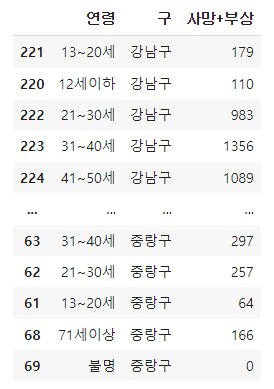 연령 구 사망+부상
221 13~20세 강남구 179
220 12세이하 강남구 110
222 21~30세 강남구 983
223 31~40세 강남구 1356
224 41~50세 강남구 1089
... ... ... ...
63 31~40세 중랑구 297
62 21~30세 중랑구 257
61 13~20세 중랑구 64
68 71세이상 중랑구 166
69 불명 중랑구 0